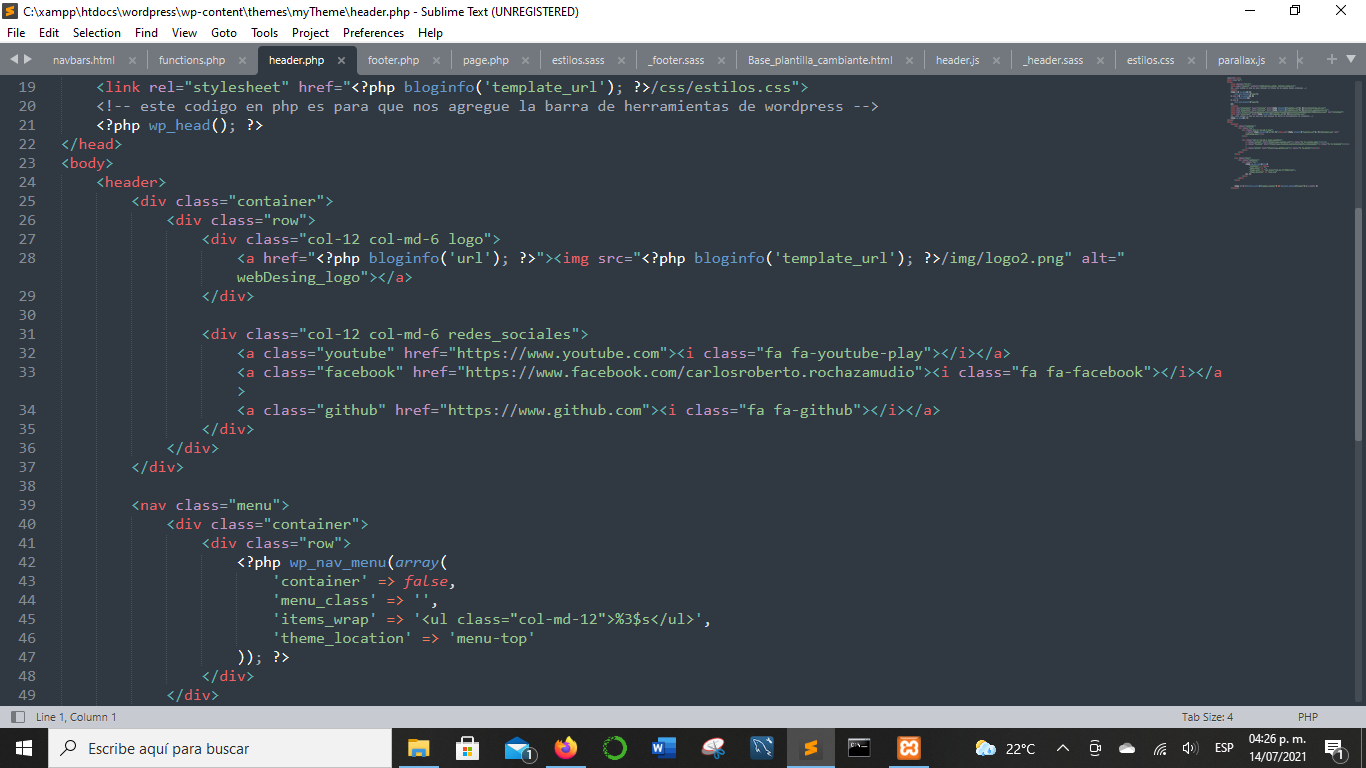 C:\xampp\htdocs\wordpress\wp-content\themes\myTheme\header.php - Sublime Text (UNREGISTERED)
File Edit Selection Find View Goto Tools Project Preferences Help
navbars.html functions.php header.php footer.php page.php estilos.sass _footer.sass Base_plantilla_cambiante.html header.js _header.sass estilos.css parallax.js
19 <link rel="stylesheet" href="<?php bloginfo('template_url'); ?>/css/estilos.css">
20 <!-- este codigo en php es para que nos agregue la barra de herramientas de wordpress -->
21 <?php wp_head(); ?>
22 </head>
23 <body>
24 <header>
25 <div class="container">
26 <div class="row">
27 <div class="col-12 col-md-6 logo">
28 <a href="<?php bloginfo('url'); ?>"><img src="<?php bloginfo('template_url'); ?>/img/logo2.png" alt="
webDesing_logo"></a>
29 </div>
30
31 <div class="col-12 col-md-6 redes_sociales">
32 <a class="youtube" href="https://www.youtube.com"><i class="fa fa-youtube-play"></i></a>
33 <a class="facebook" href="https://www.facebook.com/carlosroberto.rochazamudio"><i class="fa fa-facebook"></i></a
>
34 <a class="github" href="https://www.github.com"><i class="fa fa-github"></i></a>
35 </div>
36 </div>
37 </div>
38
39 <nav class="menu">
40 <div class="container">
41 <div class="row">
42 <?php wp_nav_menu(array(
43 'container' => false,
44 'menu_class' => '',
45 'items_wrap' => '<ul class="col-md-12">%3$s</ul>',
46 'theme_location' => 'menu-top'
47 )); ?>
48 </div>
49 </div>
Line 1, Column 1 Tab Size: 4 PHP
Escribe aquí para buscar 1 22°C ESP 04:26 p. m. 1
14/07/2021